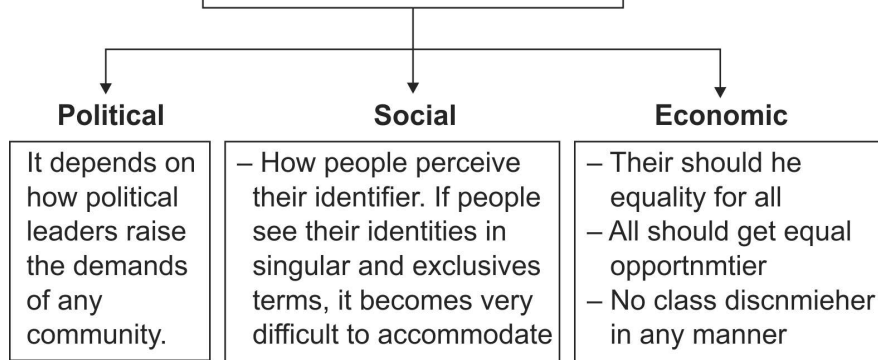 Political
It depends on
how political
leaders raise
the demands
of any
community.
Social
– How people perceive
their identifier. If people
see their identities in
singular and exclusives
terms, it becomes very
difficult to accommodate
Economic
– Their should he
equality for all
– All should get equal
opportnmtier
– No class discnmieher
in any manner